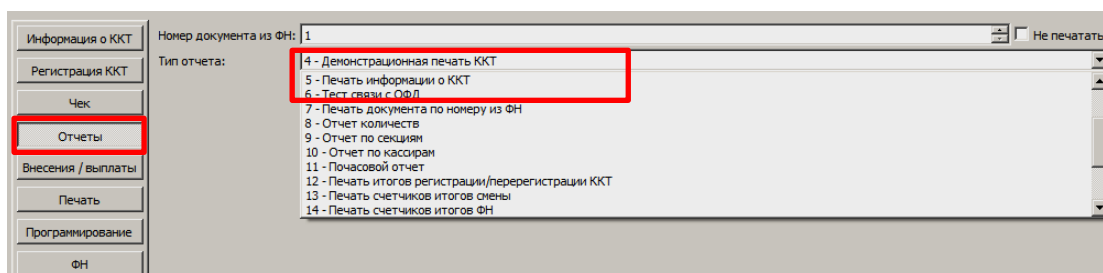 Информация о ККТ
Номер документа из ФН: 1
Не печатать
Регистрация ККТ
Тип отчета: 4 - Демонстрационная печать ККТ
5 - Печать информации о ККТ
6 - Тест связи с ОФД
7 - Печать документа по номеру из ФН
8 - Отчет количеств
9 - Отчет по секциям
10 - Отчет по кассирам
11 - Почасовой отчет
12 - Печать итогов регистрации/перерегистрации ККТ
13 - Печать счетчиков итогов смены
14 - Печать счетчиков итогов ФН
Чек
Отчеты
Внесения / выплаты
Печать
Программирование
ФН